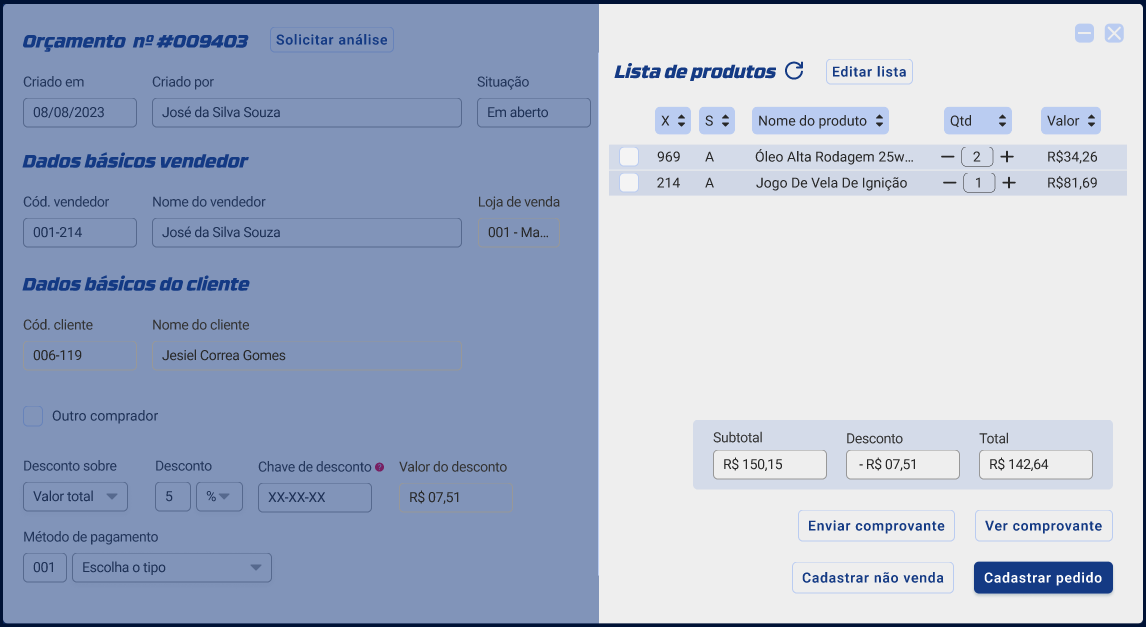 Orçamento nº #009403
Solicitar análise
Criado em
Criado por
Situação
08/08/2023
José da Silva Souza
Em aberto
Dados básicos vendedor
Cód. vendedor
Nome do vendedor
Loja de venda
001-214
José da Silva Souza
001 - Ma...
Dados básicos do cliente
Cód. cliente
Nome do cliente
006-119
Jesiel Correa Gomes
Outro comprador
Desconto sobre
Desconto
Chave de desconto
Valor do desconto
Valor total
5
%
XX-XX-XX
R$ 07,51
Método de pagamento
001
Escolha o tipo
Lista de produtos
Editar lista
X
S
Nome do produto
Qtd
Valor
969 A Óleo Alta Rodagem 25w... 2 R$34,26
214 A Jogo De Vela De Ignição 1 R$81,69
Subtotal
Desconto
Total
R$ 150,15
- R$ 07,51
R$ 142,64
Enviar comprovante
Ver comprovante
Cadastrar não venda
Cadastrar pedido